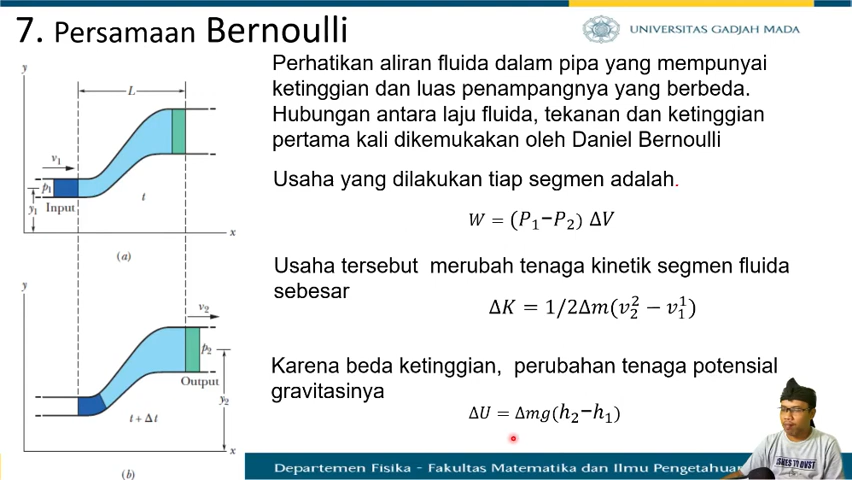 7. Persamaan Bernoulli
UNIVERSITAS GADJAH MADA
Perhatikan aliran fluida dalam pipa yang mempunyai
ketinggian dan luas penampangnya yang berbeda.
Hubungan antara laju fluida, tekanan dan ketinggian
pertama kali dikemukakan oleh Daniel Bernoulli
Usaha yang dilakukan tiap segmen adalah.
W = (P₁−P₂) ΔV
Usaha tersebut merubah tenaga kinetik segmen fluida
sebesar
ΔK = 1/2Δm(v₂² − v₁¹)
Karena beda ketinggian, perubahan tenaga potensial
gravitasinya
ΔU = Δmg(h₂−h₁)
y
L
v₁
p₁
y₁
Input
t
x
(a)
y
v₂
p₂
Output
y₂
t + Δt
x
(b)
Departemen Fisika - Fakultas Matematika dan Ilmu Pengetahua